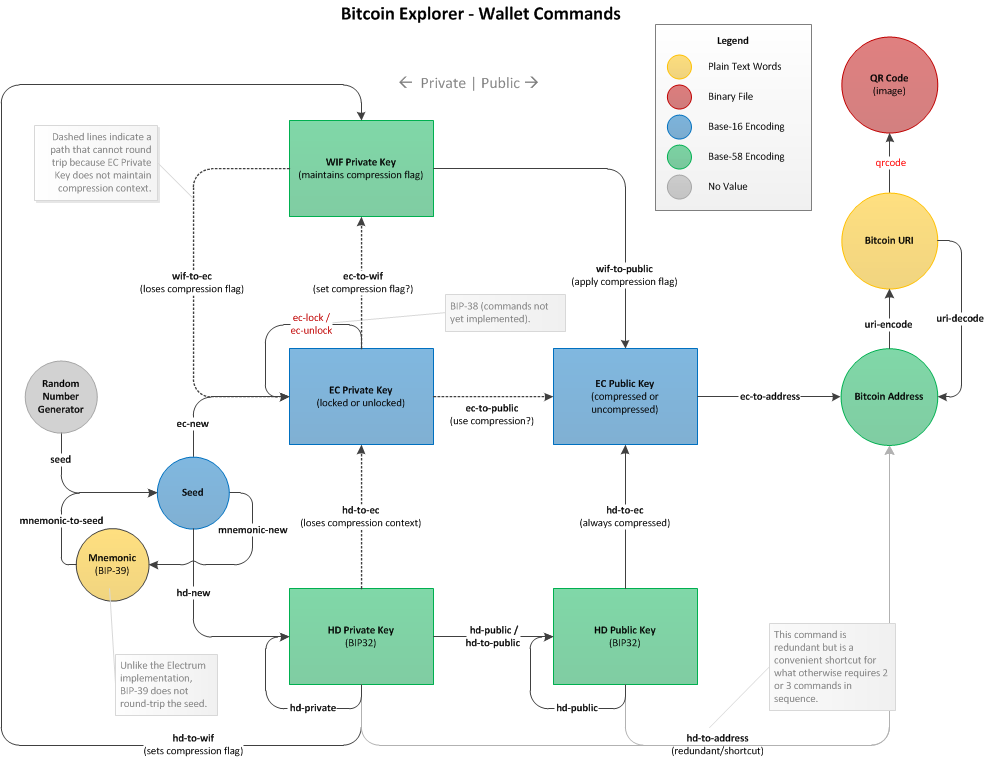 Bitcoin Explorer - Wallet Commands
Legend
Plain Text Words
Binary File
Base-16 Encoding
Base-58 Encoding
No Value
← Private | Public →
QR Code
(image)
qrcode
Bitcoin URI
uri-encode
uri-decode
Bitcoin Address
Dashed lines indicate a
path that cannot round
trip because EC Private
Key does not maintain
compression context.
WIF Private Key
(maintains compression flag)
wif-to-ec
(loses compression flag)
ec-to-wif
(set compression flag?)
wif-to-public
(apply compression flag)
ec-lock /
ec-unlock
BIP-38 (commands not
yet implemented).
Random
Number
Generator
EC Private Key
(locked or unlocked)
ec-to-public
(use compression?)
EC Public Key
(compressed or
uncompressed)
ec-to-address
ec-new
seed
Seed
mnemonic-to-seed
mnemonic-new
Mnemonic
(BIP-39)
hd-new
hd-to-ec
(loses compression context)
hd-to-ec
(always compressed)
HD Private Key
(BIP32)
hd-public /
hd-to-public
HD Public Key
(BIP32)
hd-private
hd-public
Unlike the Electrum
implementation,
BIP-39 does not
round-trip the seed.
This command is
redundant but is a
convenient shortcut for
what otherwise requires 2
or 3 commands in
sequence.
hd-to-wif
(sets compression flag)
hd-to-address
(redundant/shortcut)